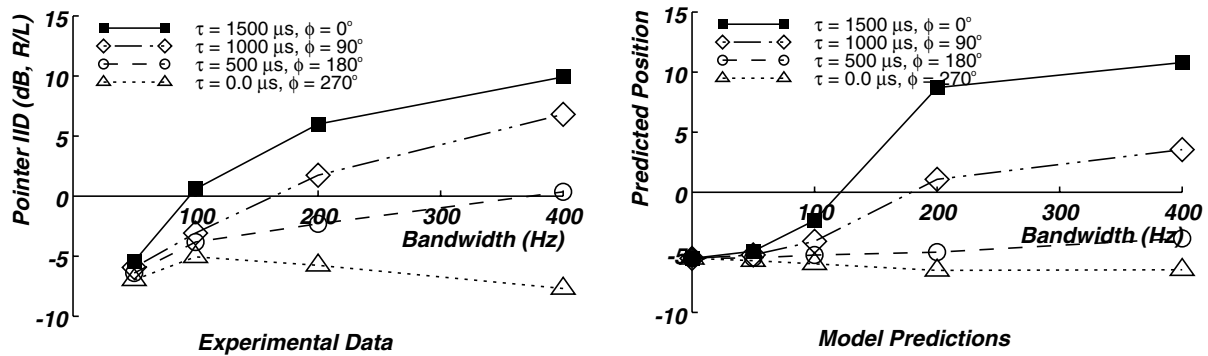 15
10
5
0
-5
-10
Pointer IID (dB, R/L)
τ = 1500 μs, ϕ = 0°
τ = 1000 μs, ϕ = 90°
τ = 500 μs, ϕ = 180°
τ = 0.0 μs, ϕ = 270°
100 200 300 400
Bandwidth (Hz)
Experimental Data
15
10
5
0
-5
-10
Predicted Position
τ = 1500 μs, ϕ = 0°
τ = 1000 μs, ϕ = 90°
τ = 500 μs, ϕ = 180°
τ = 0.0 μs, ϕ = 270°
100 200 300 400
Bandwidth (Hz)
Model Predictions